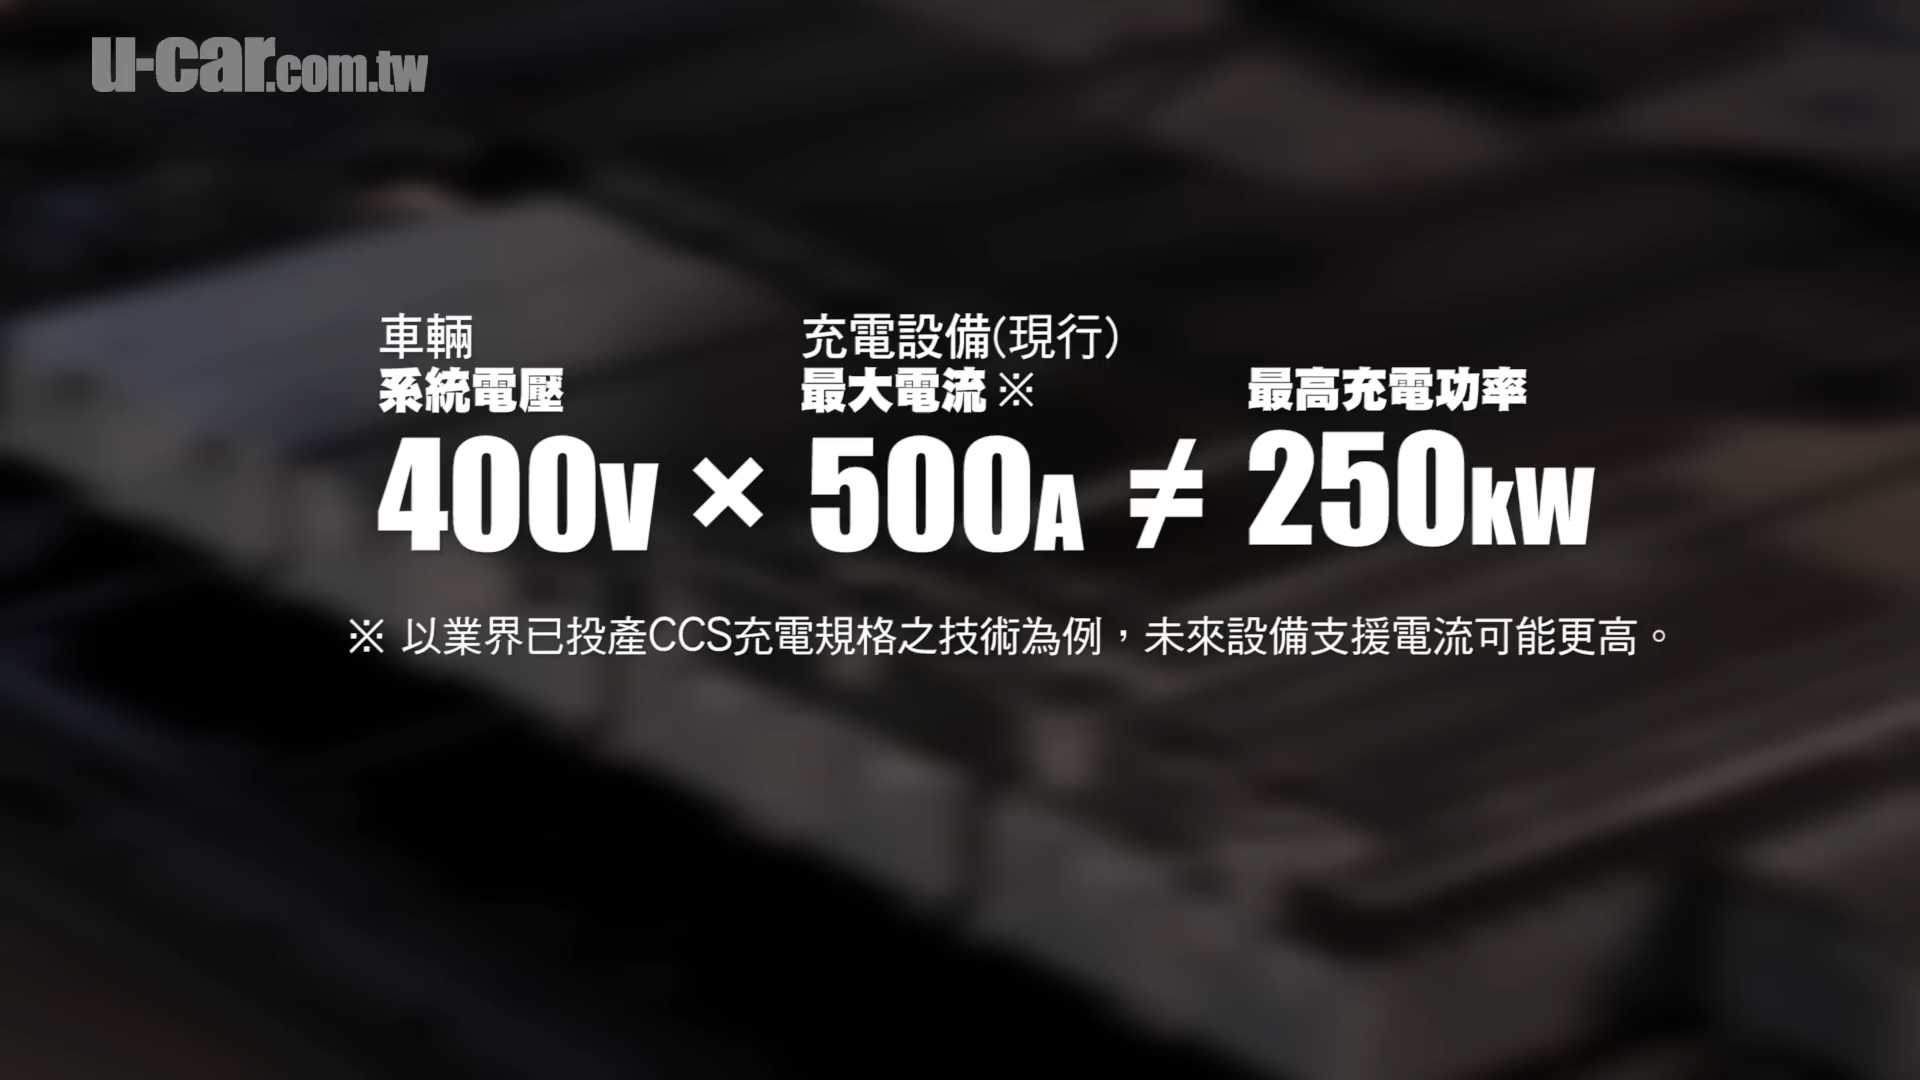 u-car.com.tw
車輛
系統電壓
充電設備(現行)
最大電流※
最高充電功率
400V × 500A ≠ 250kW
※ 以業界已投產CCS充電規格之技術為例，未來設備支援電流可能更高。